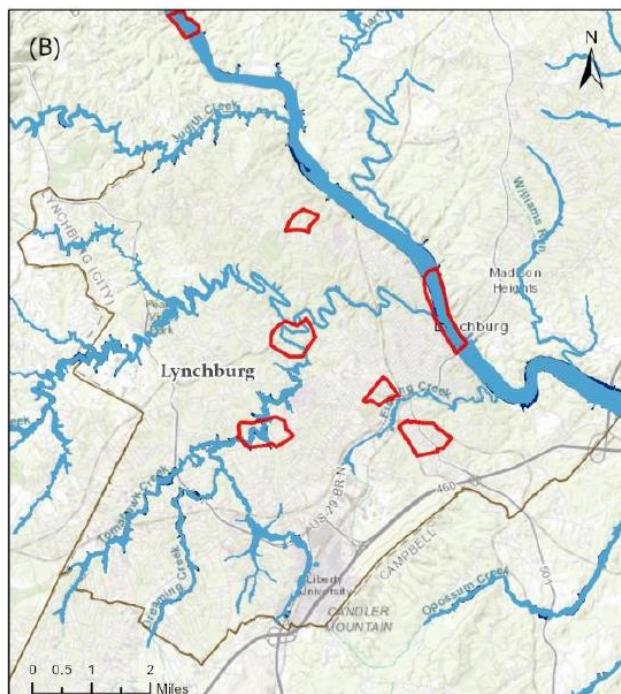 (B)
N
Judith Creek
LYNCHBURG (CITY)
Williams Run
Madison
Heights
Lynchburg
Lynchburg
Creek
Tomahawk Creek
Dreaming Creek
US-29 BR N
460
CAMPBELL
501
Liberty
University
CANDLER
MOUNTAIN
Opossum Creek
0 0.5 1 2
Miles